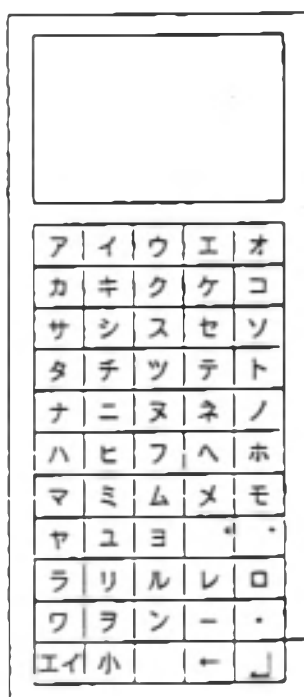 アイウエオ
カキクケコ
サシスセソ
タチツテト
ナニヌネノ
ハヒフヘホ
マミムメモ
ヤユヨ゛゜
ラリルレロ
ワヲンー・
エイ小 ← ┘